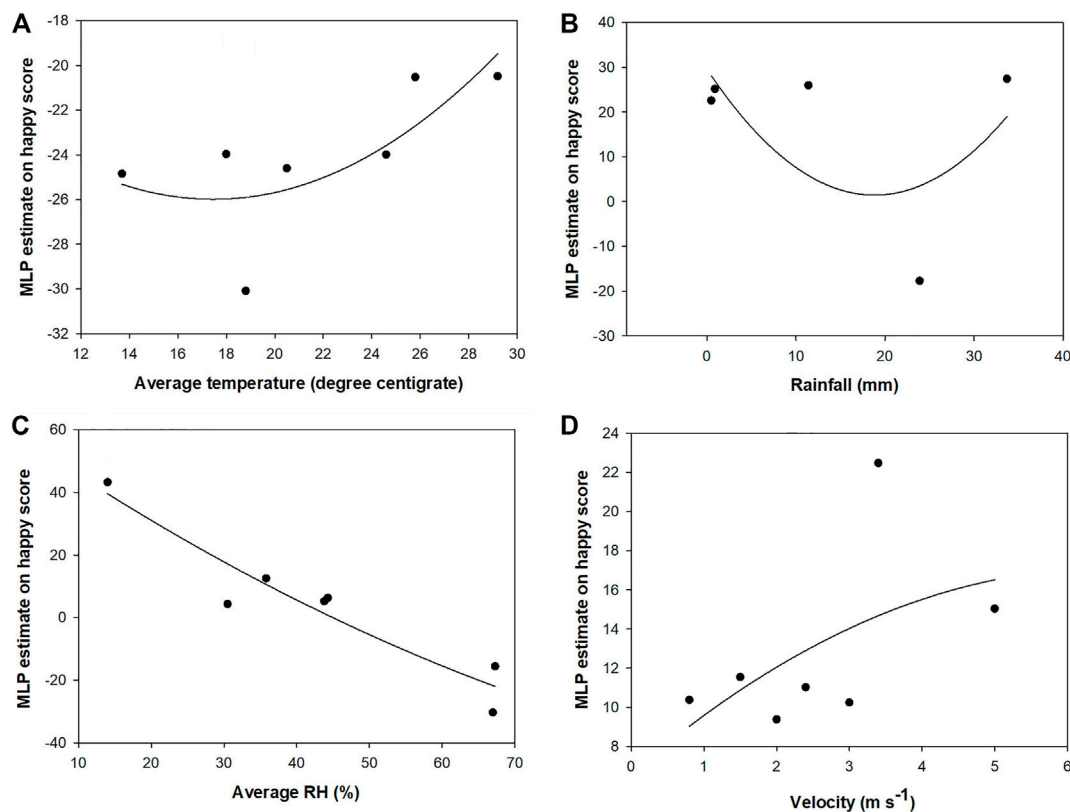 A
MLP estimate on happy score
-18
-20
-22
-24
-26
-28
-30
-32
12 14 16 18 20 22 24 26 28 30
Average temperature (degree centigrate)
B
MLP estimate on happy score
40
30
20
10
0
-10
-20
-30
0 10 20 30 40
Rainfall (mm)
C
MLP estimate on happy score
60
40
20
0
-20
-40
10 20 30 40 50 60 70
Average RH (%)
D
MLP estimate on happy score
24
22
20
18
16
14
12
10
8
0 1 2 3 4 5 6
Velocity (m s⁻¹)